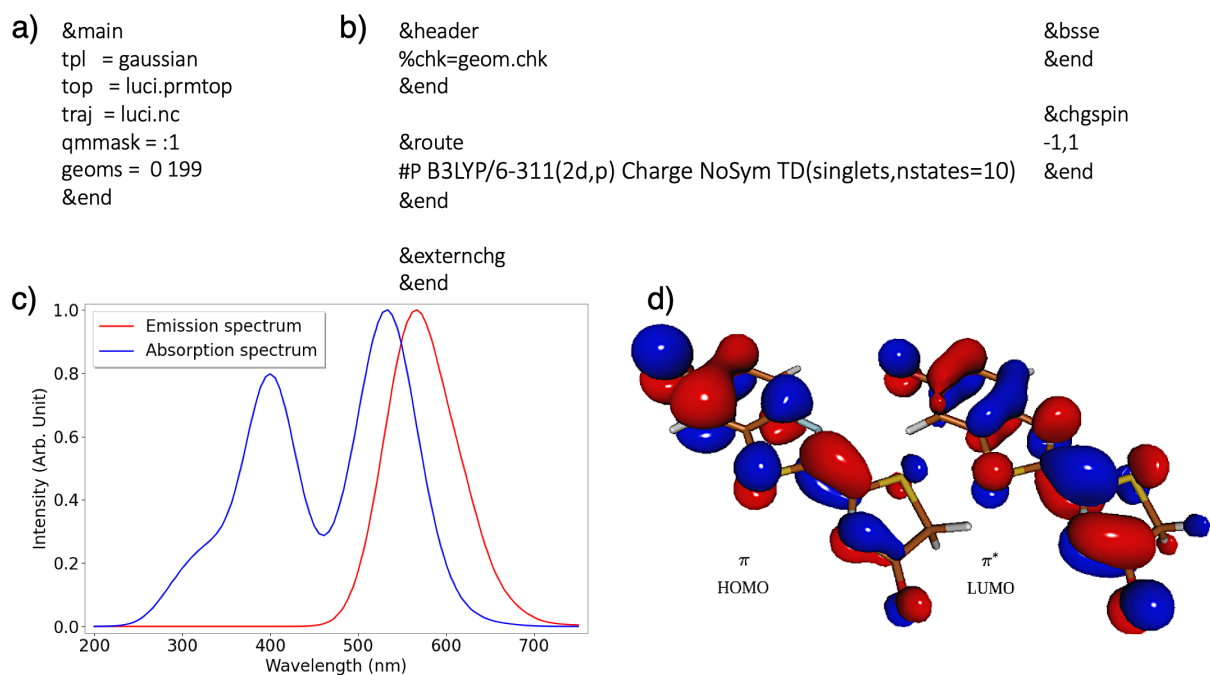 a)
&main
tpl = gaussian
top = luci.prmtop
traj = luci.nc
qmmask = :1
geoms = 0 199
&end
b)
&header
%chk=geom.chk
&end
&route
#P B3LYP/6-311(2d,p) Charge NoSym TD(singlets,nstates=10)
&end
&externchg
&end
&bsse
&end
&chgspin
-1,1
&end
c)
Emission spectrum
Absorption spectrum
Intensity (Arb. Unit)
1.0
0.8
0.6
0.4
0.2
0.0
200 300 400 500 600 700
Wavelength (nm)
d)
π
HOMO
π*
LUMO